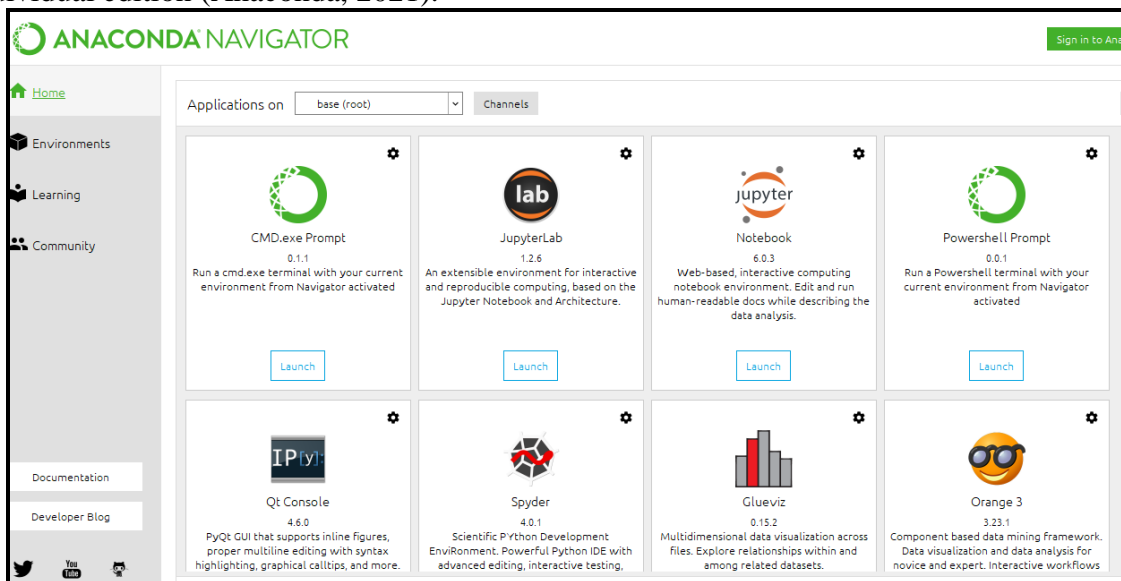 ividual edition (Anaconda, 2021).
ANACONDA NAVIGATOR
Sign in to Ana
Home
Environments
Learning
Community
Documentation
Developer Blog
You
Tube
Applications on
base (root)
Channels
CMD.exe Prompt
0.1.1
Run a cmd.exe terminal with your current
environment from Navigator activated
Launch
lab
JupyterLab
1.2.6
An extensible environment for interactive
and reproducible computing, based on the
Jupyter Notebook and Architecture.
Launch
jupyter
Notebook
6.0.3
Web-based, interactive computing
notebook environment. Edit and run
human-readable docs while describing the
data analysis.
Launch
Powershell Prompt
0.0.1
Run a Powershell terminal with your
current environment from Navigator
activated
Launch
IP[y]:
Qt Console
4.6.0
PyQt GUI that supports inline figures,
proper multiline editing with syntax
highlighting, graphical calltips, and more.
Spyder
4.0.1
Scientific PYthon Development
EnviRonment. Powerful Python IDE with
advanced editing, interactive testing,
Glueviz
0.15.2
Multidimensional data visualization across
files. Explore relationships within and
among related datasets.
Orange 3
3.23.1
Component based data mining framework.
Data visualization and data analysis for
novice and expert. Interactive workflows